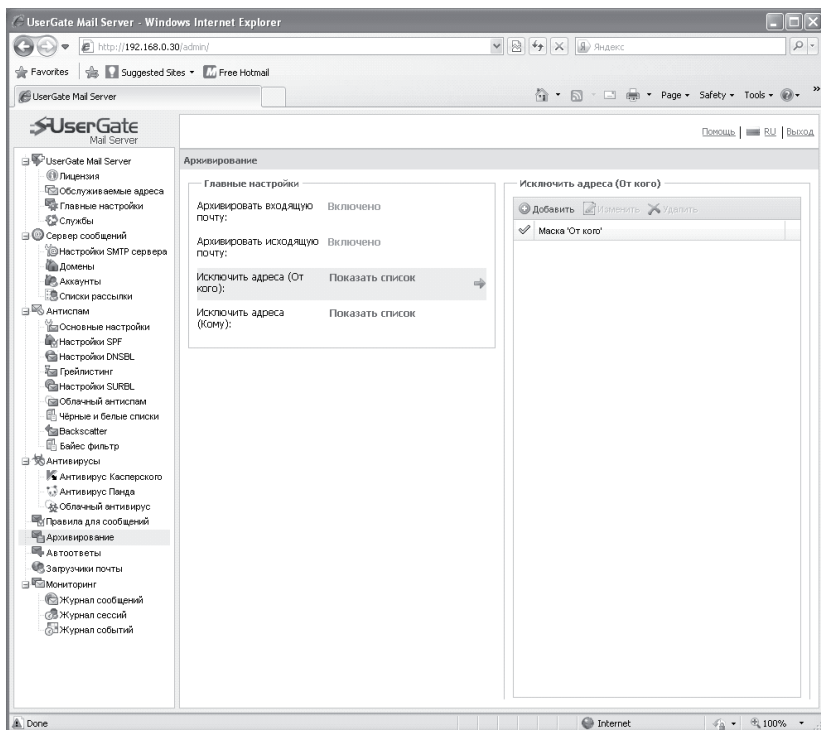 UserGate Mail Server - Windows Internet Explorer
http://192.168.0.30/admin/
Яндекс
Favorites
Suggested Sites
Free Hotmail
UserGate Mail Server
Page
Safety
Tools
»
UserGate
Mail Server
Помощь
RU
Выход
UserGate Mail Server
Лицензия
Обслуживаемые адреса
Главные настройки
Службы
Сервер сообщений
Настройки SMTP сервера
Домены
Аккаунты
Списки рассылки
Антиспам
Основные настройки
Настройки SPF
Настройки DNSBL
Грейлистинг
Настройки SURBL
Облачный антиспам
Чёрные и белые списки
Backscatter
Байес фильтр
Антивирусы
Антивирус Касперского
Антивирус Панда
Облачный антивирус
Правила для сообщений
Архивирование
Автоответы
Загрузчики почты
Мониторинг
Журнал сообщений
Журнал сессий
Журнал событий
Архивирование
Главные настройки
Архивировать входящую почту: Включено
Архивировать исходящую почту: Включено
Исключить адреса (От кого): Показать список
Исключить адреса (Кому): Показать список
Исключить адреса (От кого)
Добавить Изменить Удалить
Маска 'От кого'
Done
Internet
100%